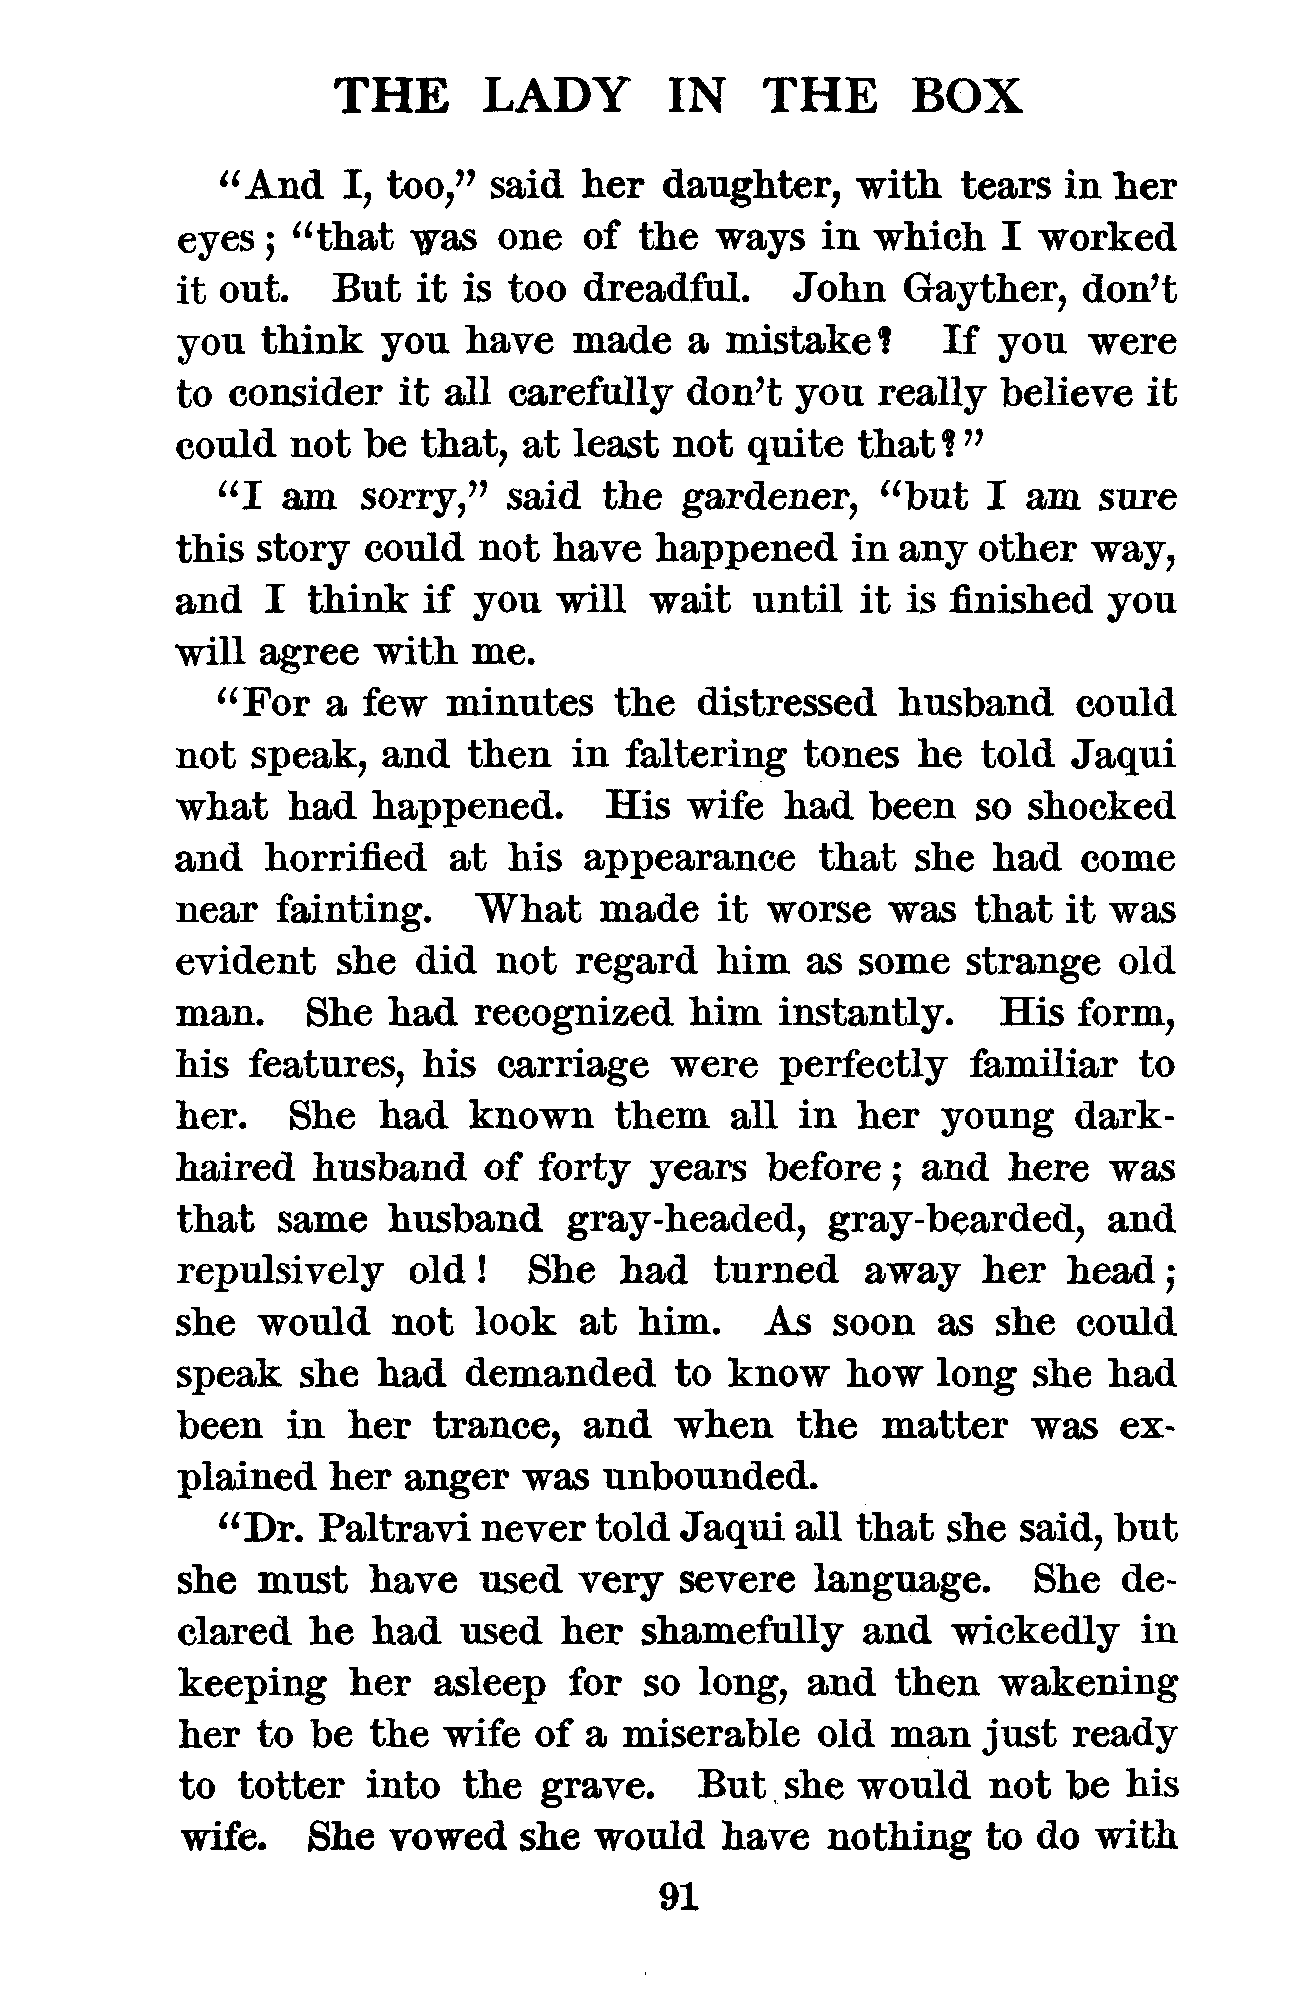 THE LADY IN THE BOX
“And I, too,” said her daughter, with tears in her
eyes; “that was one of the ways in which I worked
it out. But it is too dreadful. John Gayther, don’t
you think you have made a mistake? If you were
to consider it all carefully don’t you really believe it
could not be that, at least not quite that?”
“I am sorry,” said the gardener, “but I am sure
this story could not have happened in any other way,
and I think if you will wait until it is finished you
will agree with me.
“For a few minutes the distressed husband could
not speak, and then in faltering tones he told Jaqui
what had happened. His wife had been so shocked
and horrified at his appearance that she had come
near fainting. What made it worse was that it was
evident she did not regard him as some strange old
man. She had recognized him instantly. His form,
his features, his carriage were perfectly familiar to
her. She had known them all in her young dark-
haired husband of forty years before; and here was
that same husband gray-headed, gray-bearded, and
repulsively old! She had turned away her head;
she would not look at him. As soon as she could
speak she had demanded to know how long she had
been in her trance, and when the matter was ex-
plained her anger was unbounded.
“Dr. Paltravi never told Jaqui all that she said, but
she must have used very severe language. She de-
clared he had used her shamefully and wickedly in
keeping her asleep for so long, and then wakening
her to be the wife of a miserable old man just ready
to totter into the grave. But she would not be his
wife. She vowed she would have nothing to do with
91